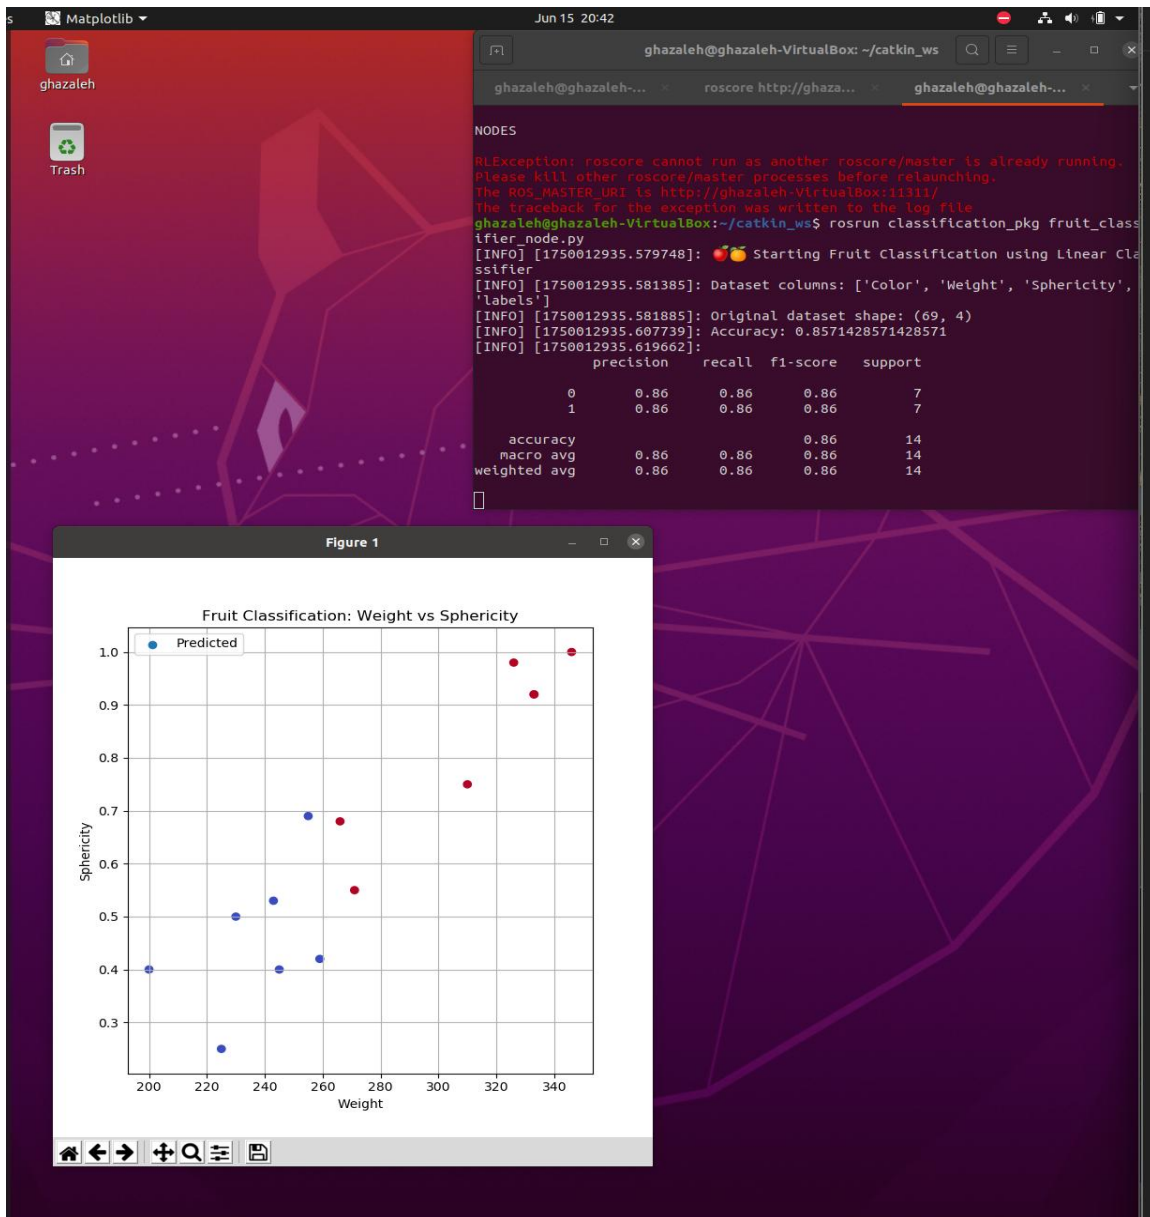 s Matplotlib Jun 15 20:42
ghazaleh
Trash
ghazaleh@ghazaleh-VirtualBox: ~/catkin_ws
ghazaleh@ghazaleh-... roscore http://ghaza... ghazaleh@ghazaleh-...
NODES
RLException: roscore cannot run as another roscore/master is already running.
Please kill other roscore/master processes before relaunching.
The ROS_MASTER_URI is http://ghazaleh-VirtualBox:11311/
The traceback for the exception was written to the log file
ghazaleh@ghazaleh-VirtualBox:~/catkin_ws$ rosrun classification_pkg fruit_class
ifier_node.py
[INFO] [1750012935.579748]: 🍎🍊 Starting Fruit Classification using Linear Cla
ssifier
[INFO] [1750012935.581385]: Dataset columns: ['Color', 'Weight', 'Sphericity',
'labels']
[INFO] [1750012935.581885]: Original dataset shape: (69, 4)
[INFO] [1750012935.607739]: Accuracy: 0.8571428571428571
[INFO] [1750012935.619662]:
precision recall f1-score support
0 0.86 0.86 0.86 7
1 0.86 0.86 0.86 7
accuracy 0.86 14
macro avg 0.86 0.86 0.86 14
weighted avg 0.86 0.86 0.86 14
Figure 1
Fruit Classification: Weight vs Sphericity
Predicted
1.0
0.9
0.8
0.7
0.6
0.5
0.4
0.3
Sphericity
200 220 240 260 280 300 320 340
Weight